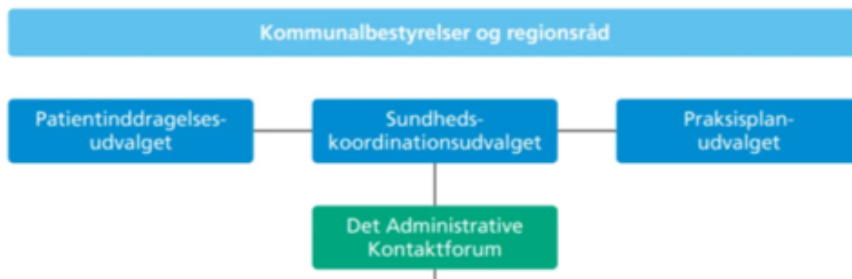 Kommunalbestyrelser og regionsråd
Patientinddragelses-
udvalget
Sundheds-
koordinationsudvalget
Praksisplan-
udvalget
Det Administrative
Kontaktforum